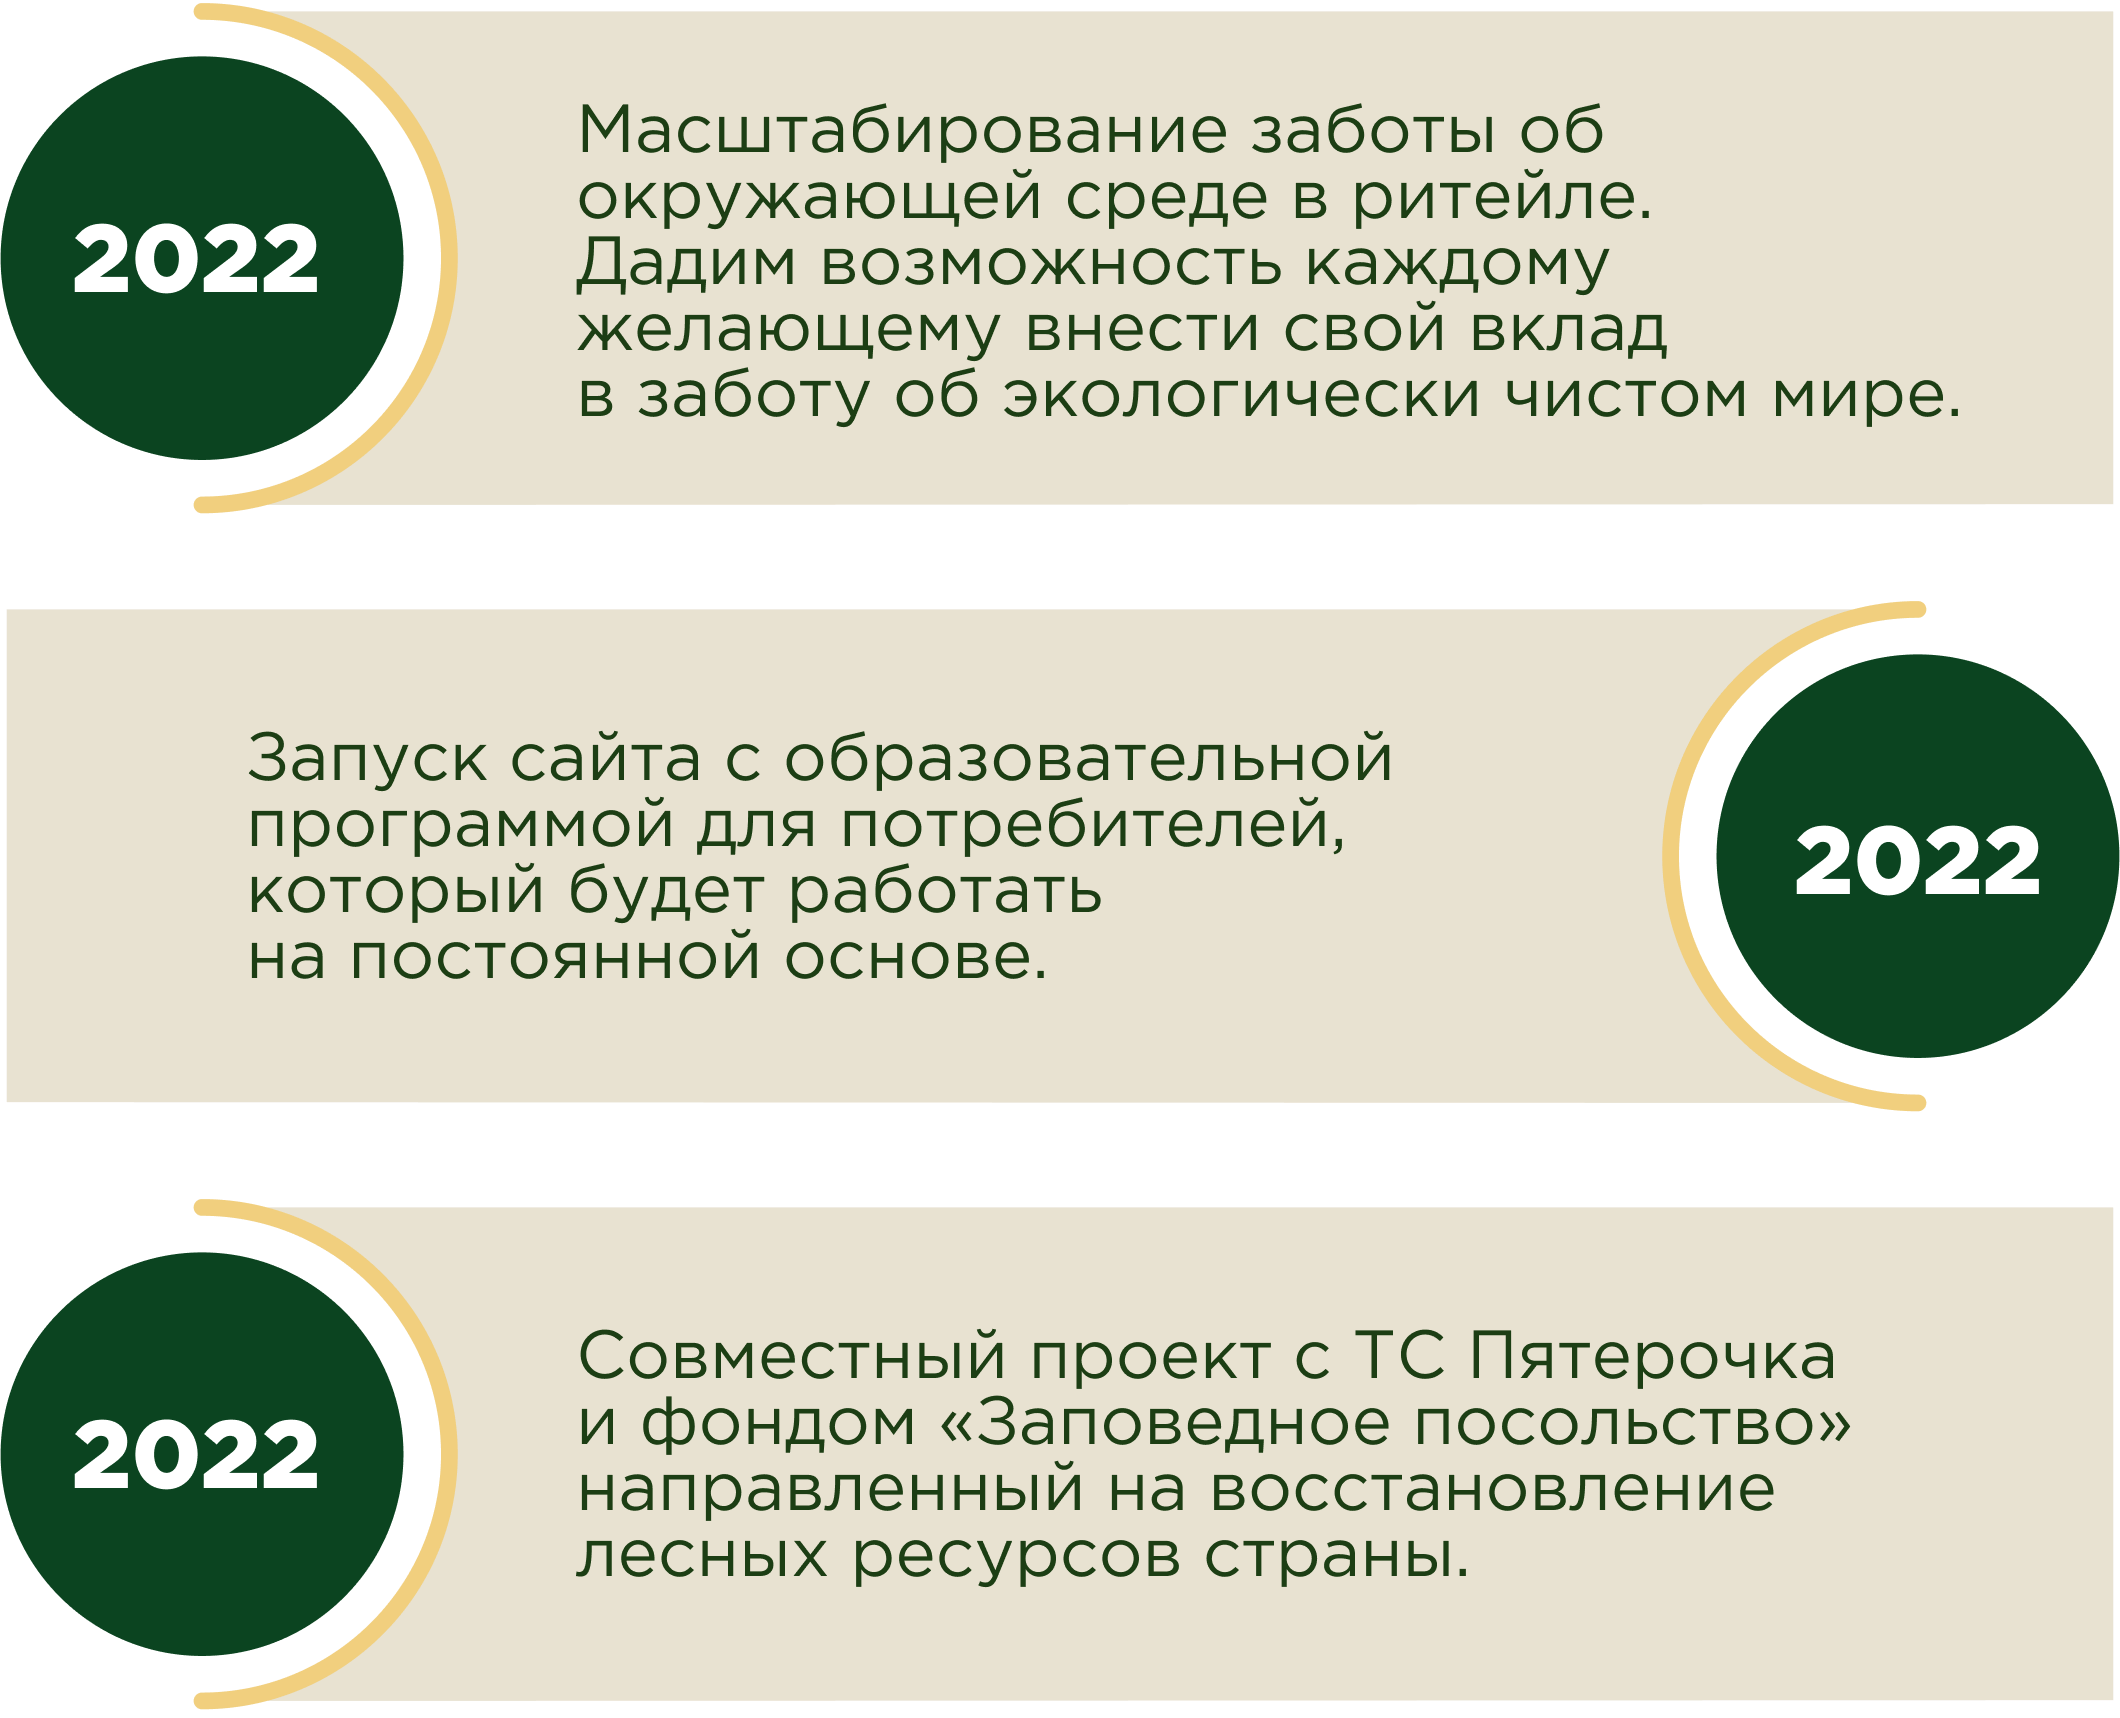 2022
Масштабирование заботы об
окружающей среде в ритейле.
Дадим возможность каждому
желающему внести свой вклад
в заботу об экологически чистом мире.
Запуск сайта с образовательной
программой для потребителей,
который будет работать
на постоянной основе.
2022
2022
Совместный проект с ТС Пятерочка
и фондом «Заповедное посольство»
направленный на восстановление
лесных ресурсов страны.